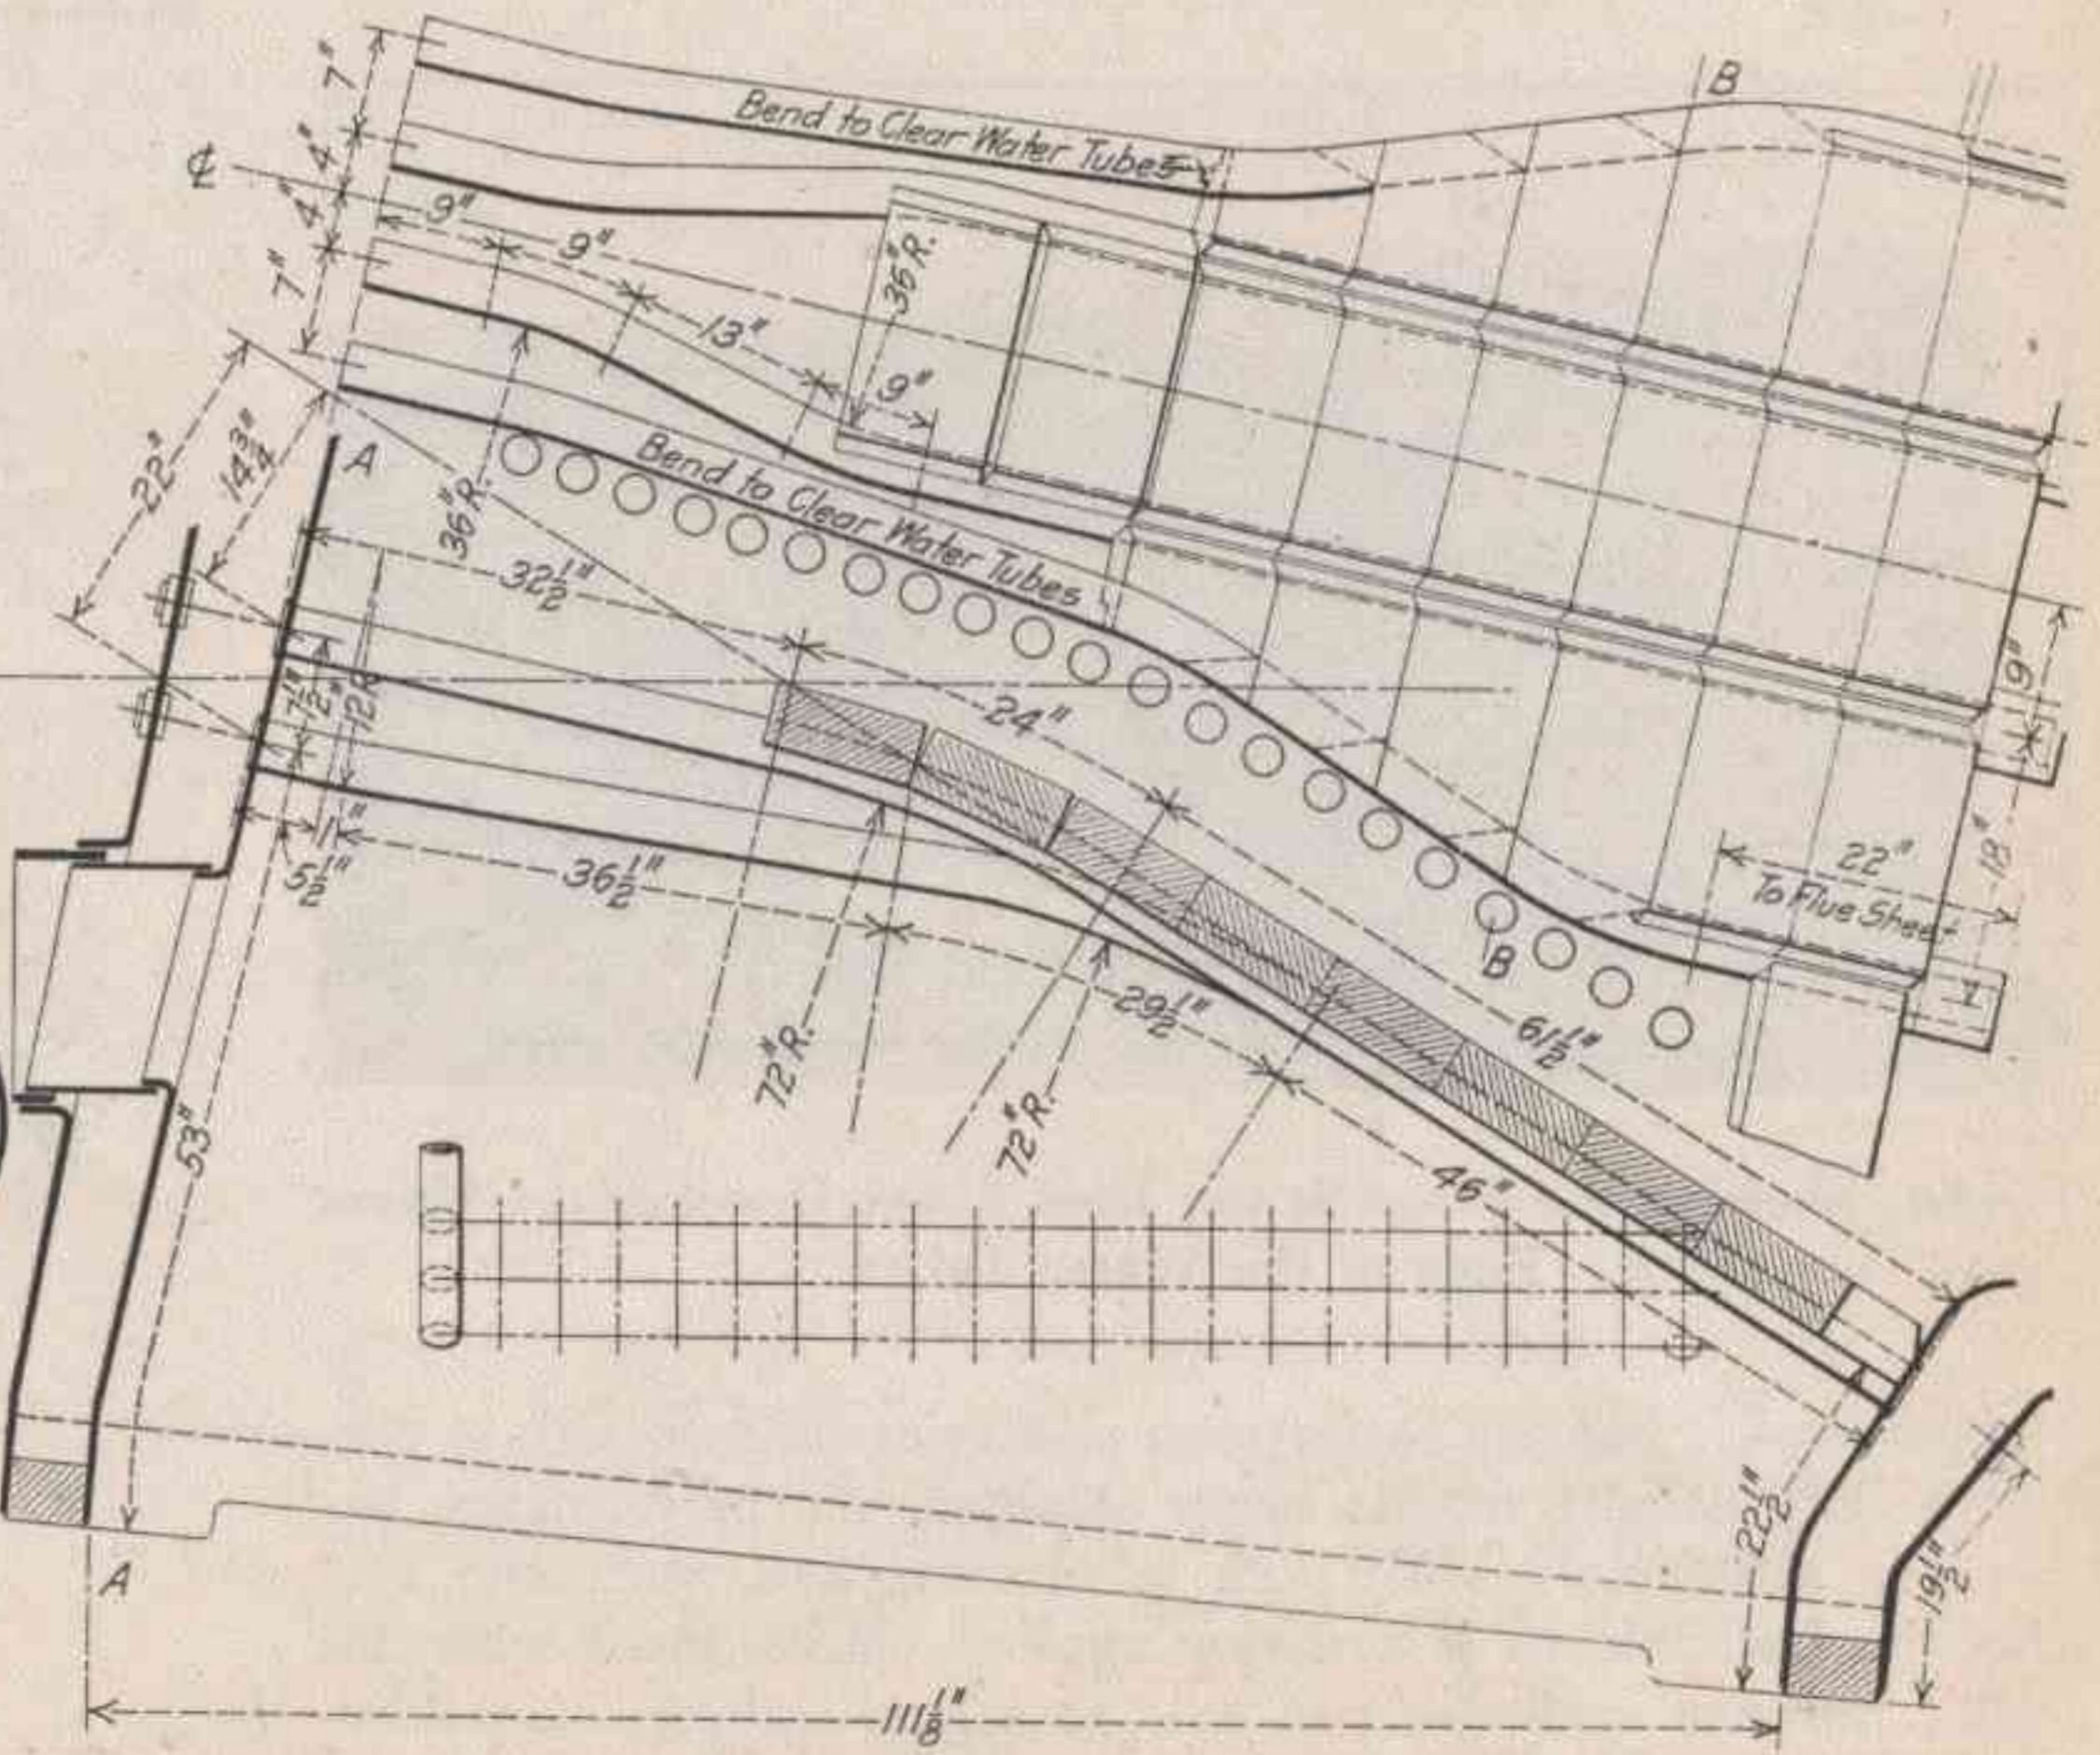 7"
B
Bend to Clear Water Tubes
4"
℄
4"
9"
9"
36" R.
7"
13"
9"
22"
14 3/4"
A
Bend to Clear Water Tubes
36" R.
32 1/2"
9"
7 1/2"
12"
24"
18"
22"
To Flue Sheet
11"
5 1/2"
36 1/2"
B
29 1/2"
61 1/2"
72" R.
72" R.
53"
46"
22 1/2"
19 1/2"
A
111 1/8"